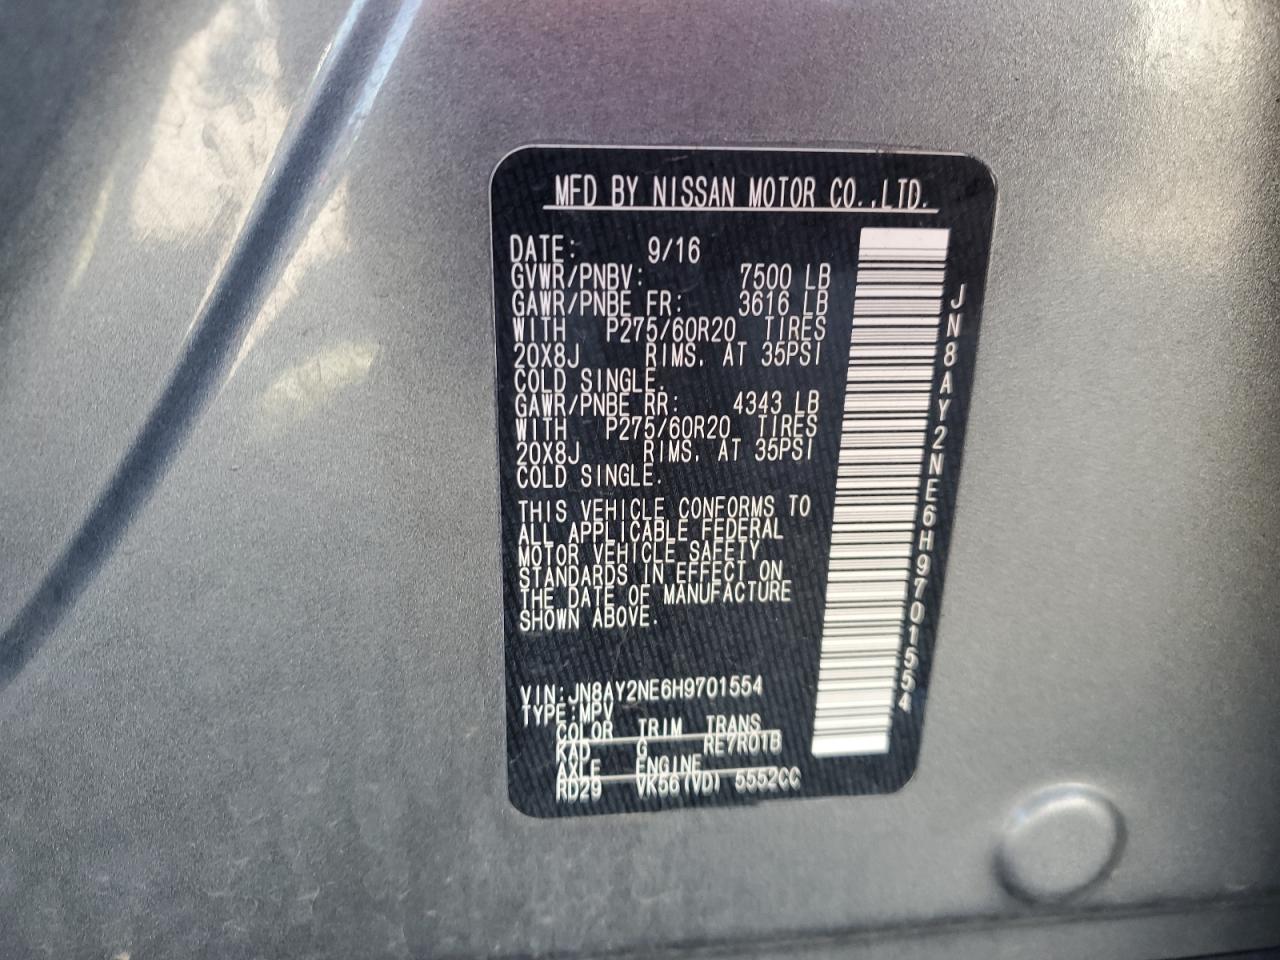 MFD BY NISSAN MOTOR CO.,LTD.
DATE: 9/16
GVWR/PNBV: 7500 LB
GAWR/PNBE FR: 3616 LB
WITH P275/60R20 TIRES
20X8J RIMS, AT 35PSI
COLD SINGLE.
GAWR/PNBE RR: 4343 LB
WITH P275/60R20 TIRES
20X8J RIMS, AT 35PSI
COLD SINGLE.
THIS VEHICLE CONFORMS TO
ALL APPLICABLE FEDERAL
MOTOR VEHICLE SAFETY
STANDARDS IN EFFECT ON
THE DATE OF MANUFACTURE
SHOWN ABOVE.
VIN:JN8AY2NE6H9701554
TYPE:MPV
COLOR TRIM TRANS
KAD G RE7R01B
AXLE ENGINE
RD29 VK56(VD) 5552CC
JN8AY2NE6H9701554